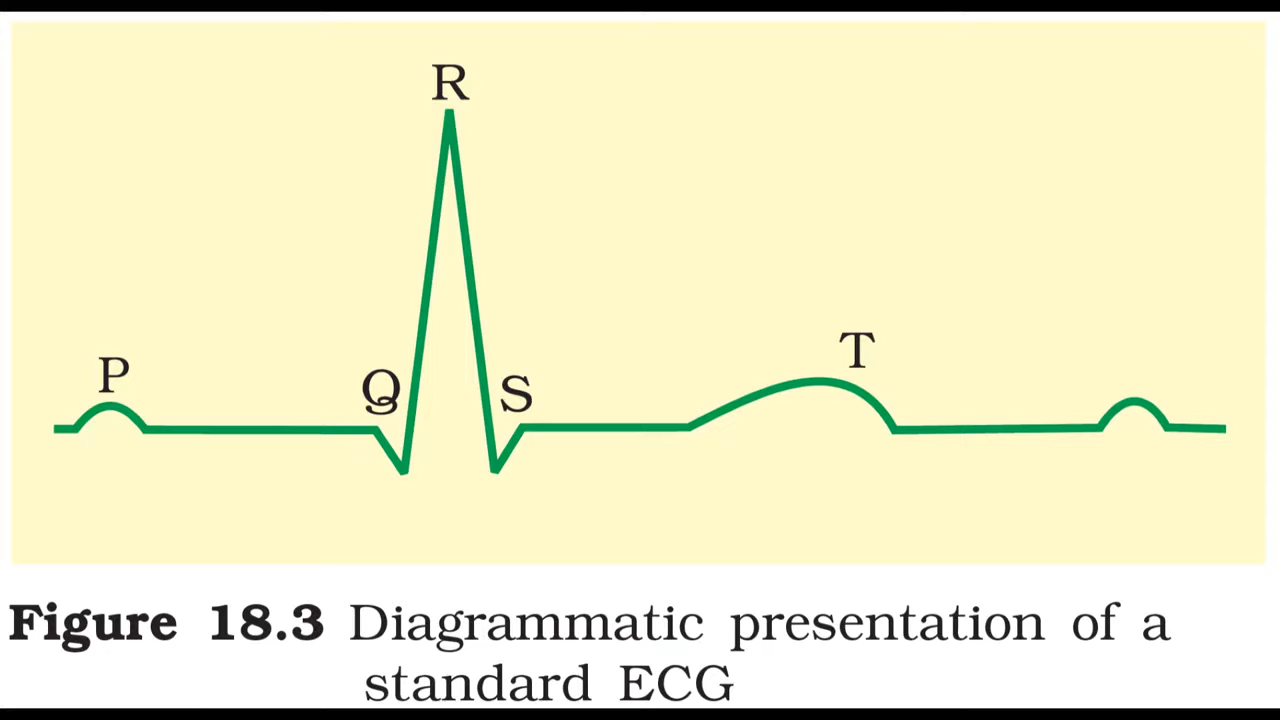 R
P
Q
S
T
Figure 18.3 Diagrammatic presentation of a
standard ECG